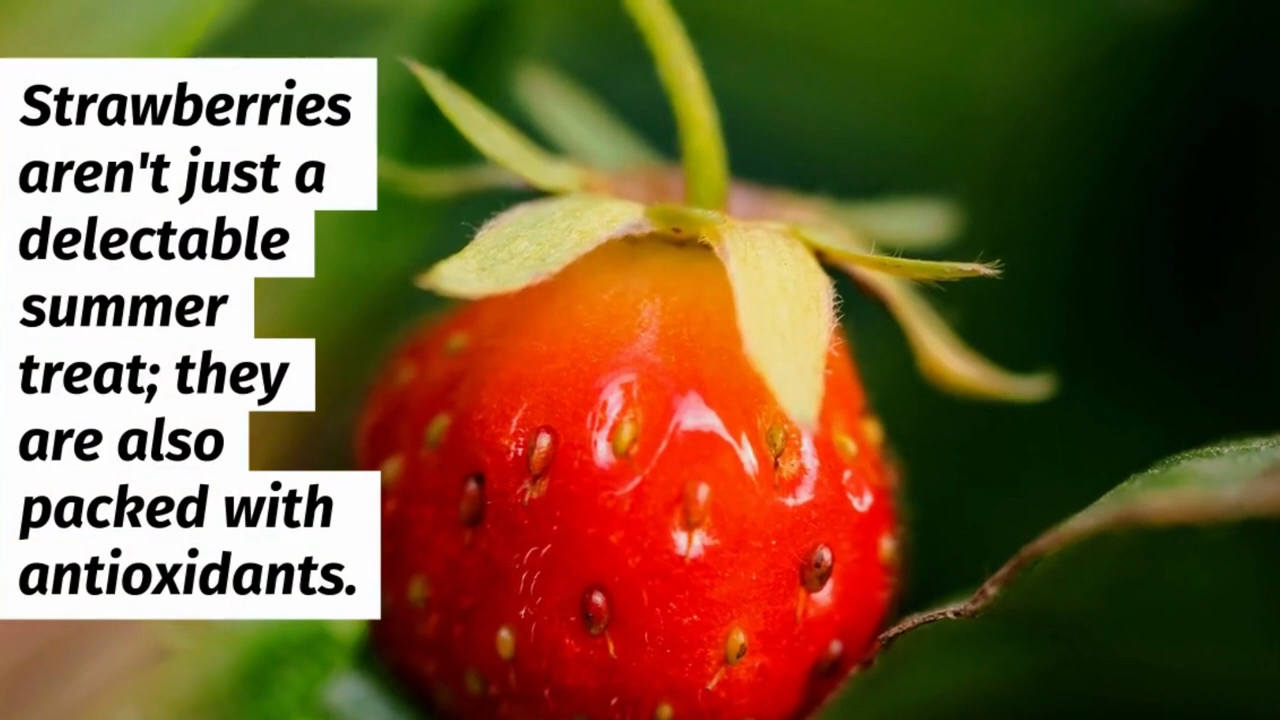 Strawberries
aren't just a
delectable
summer
treat; they
are also
packed with
antioxidants.